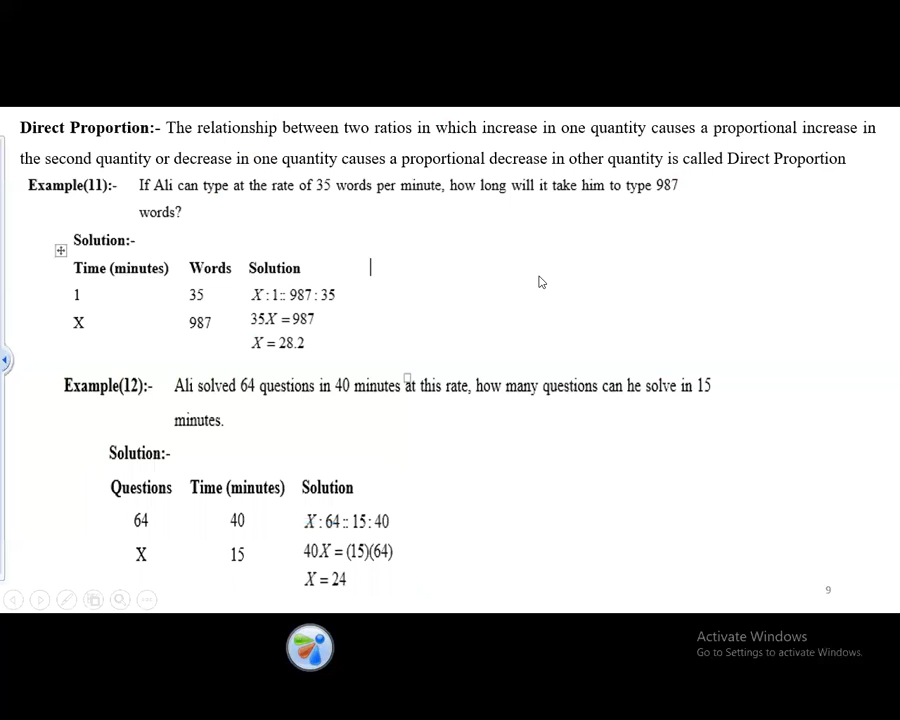 Direct Proportion:- The relationship between two ratios in which increase in one quantity causes a proportional increase in
the second quantity or decrease in one quantity causes a proportional decrease in other quantity is called Direct Proportion
Example(11):- If Ali can type at the rate of 35 words per minute, how long will it take him to type 987
words?
Solution:-
Time (minutes) Words Solution
1 35 X : 1 :: 987 : 35
X 987 35X = 987
X = 28.2
Example(12):- Ali solved 64 questions in 40 minutes at this rate, how many questions can he solve in 15
minutes.
Solution:-
Questions Time (minutes) Solution
64 40 X : 64 :: 15 : 40
X 15 40X = (15)(64)
X = 24
9
Activate Windows
Go to Settings to activate Windows.